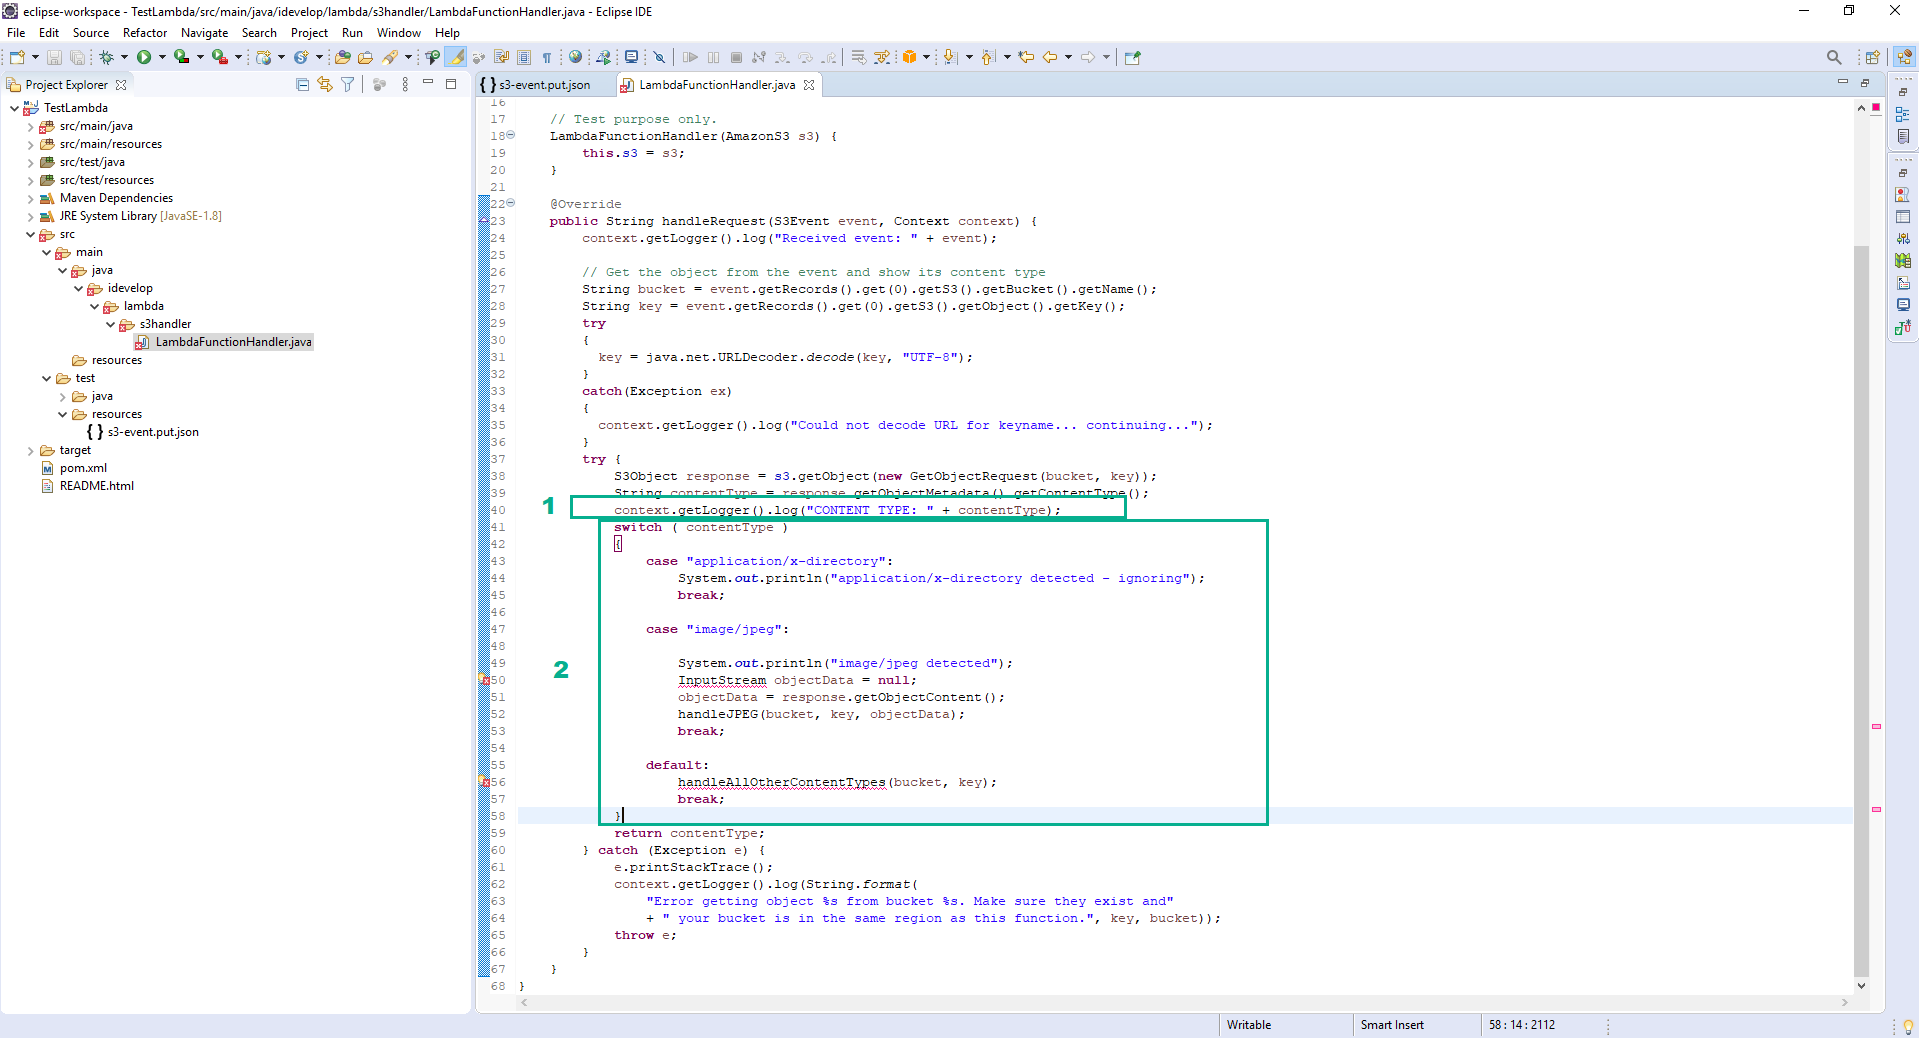 eclipse-workspace - TestLambda/src/main/java/idevelop/lambda/s3handler/LambdaFunctionHandler.java - Eclipse IDE
File Edit Source Refactor Navigate Search Project Run Window Help
Project Explorer
TestLambda
src/main/java
src/main/resources
src/test/java
src/test/resources
Maven Dependencies
JRE System Library [JavaSE-1.8]
src
main
java
idevelop
lambda
s3handler
LambdaFunctionHandler.java
resources
test
java
resources
{ } s3-event.put.json
target
pom.xml
README.html
{ } s3-event.put.json LambdaFunctionHandler.java
16
17 // Test purpose only.
18 LambdaFunctionHandler(AmazonS3 s3) {
19 this.s3 = s3;
20 }
21
22 @Override
23 public String handleRequest(S3Event event, Context context) {
24 context.getLogger().log("Received event: " + event);
25
26 // Get the object from the event and show its content type
27 String bucket = event.getRecords().get(0).getS3().getBucket().getName();
28 String key = event.getRecords().get(0).getS3().getObject().getKey();
29 try
30 {
31 key = java.net.URLDecoder.decode(key, "UTF-8");
32 }
33 catch(Exception ex)
34 {
35 context.getLogger().log("Could not decode URL for keyname... continuing...");
36 }
37 try {
38 S3Object response = s3.getObject(new GetObjectRequest(bucket, key));
39 String contentType = response.getObjectMetadata().getContentType();
1
40 context.getLogger().log("CONTENT TYPE: " + contentType);
41 switch ( contentType )
42 {
43 case "application/x-directory":
44 System.out.println("application/x-directory detected - ignoring");
45 break;
46
47 case "image/jpeg":
48
49 System.out.println("image/jpeg detected");
2
50 InputStream objectData = null;
51 objectData = response.getObjectContent();
52 handleJPEG(bucket, key, objectData);
53 break;
54
55 default:
56 handleAllOtherContentTypes(bucket, key);
57 break;
58 }
59 return contentType;
60 } catch (Exception e) {
61 e.printStackTrace();
62 context.getLogger().log(String.format(
63 "Error getting object %s from bucket %s. Make sure they exist and"
64 + " your bucket is in the same region as this function.", key, bucket));
65 throw e;
66 }
67 }
68 }
Writable Smart Insert 58 : 14 : 2112